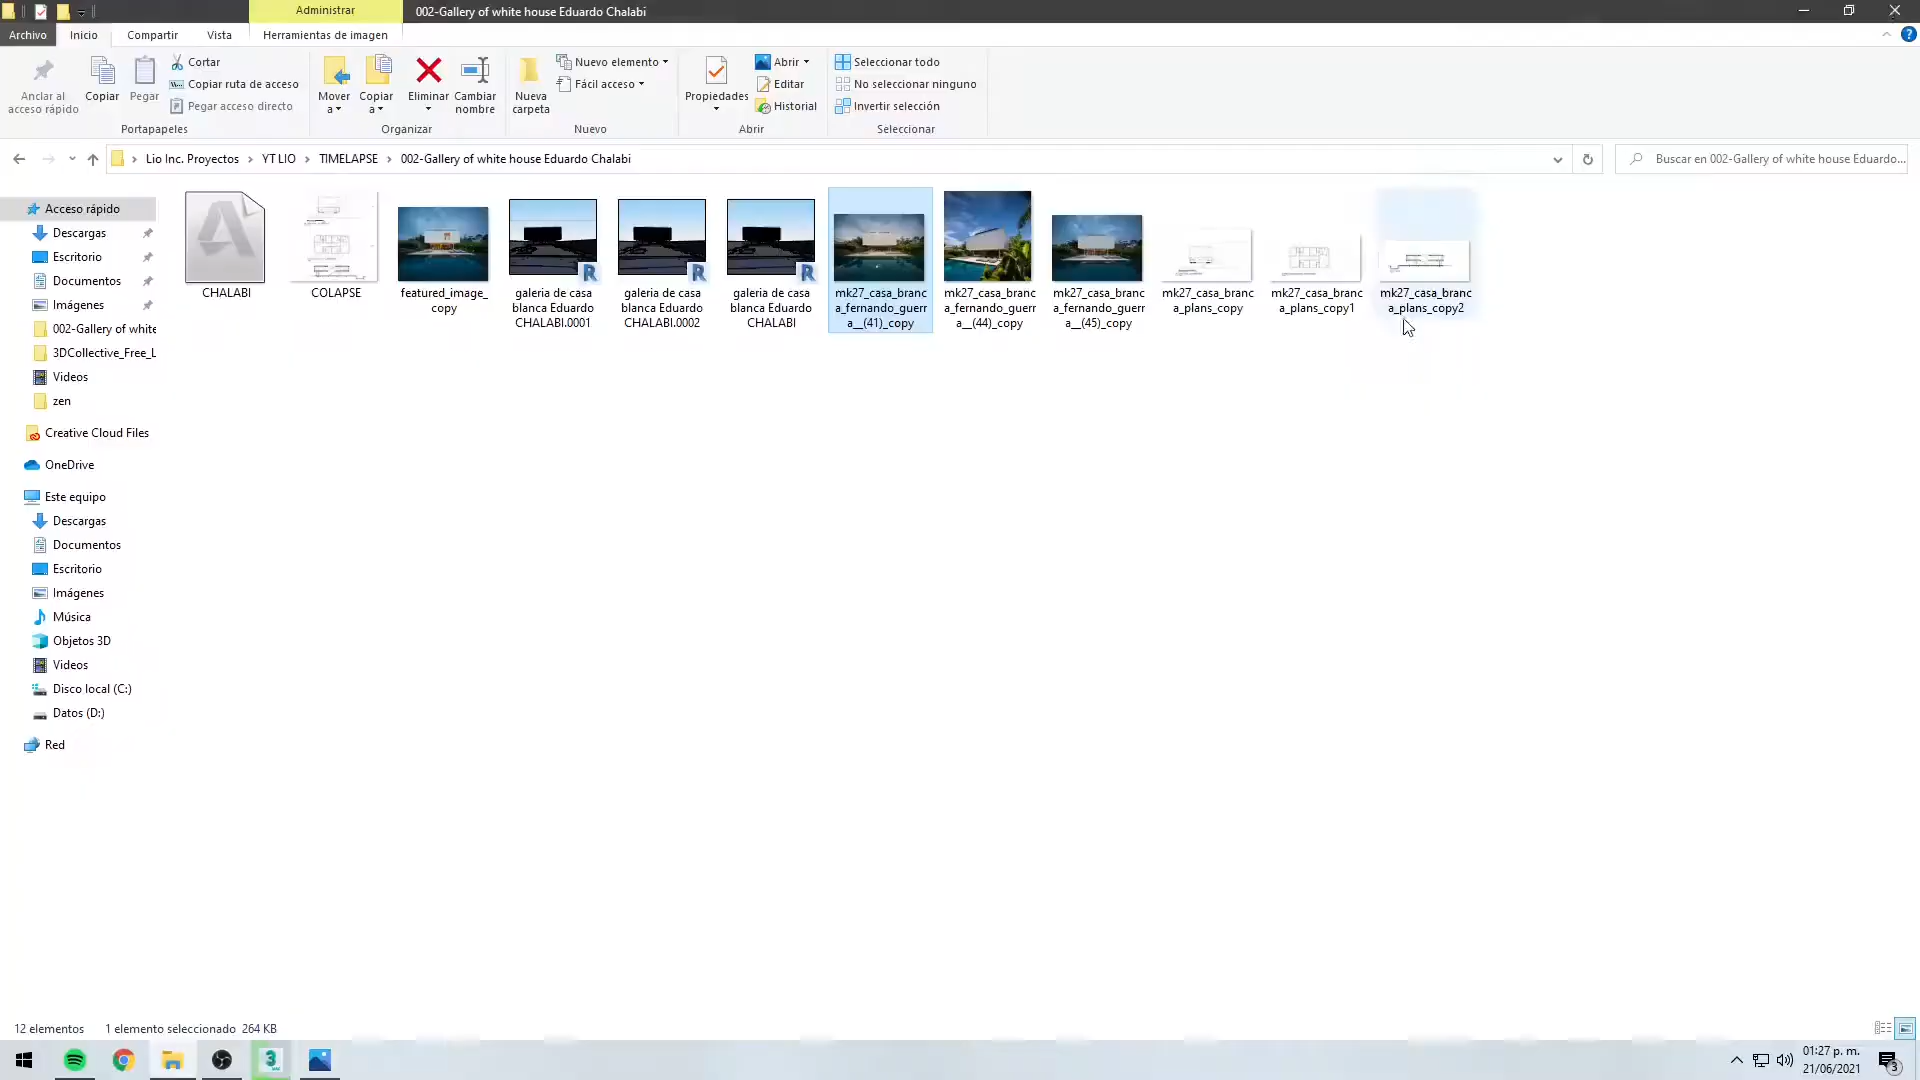 Administrar
002-Gallery of white house Eduardo Chalabi
Archivo
Inicio
Compartir
Vista
Herramientas de imagen
Anclar al
acceso rápido
Copiar
Pegar
Cortar
Copiar ruta de acceso
Pegar acceso directo
Portapapeles
Mover
a
Copiar
a
Eliminar
Cambiar
nombre
Organizar
Nueva
carpeta
Nuevo elemento
Fácil acceso
Nuevo
Propiedades
Abrir
Editar
Historial
Abrir
Seleccionar todo
No seleccionar ninguno
Invertir selección
Seleccionar
Lio Inc. Proyectos
YT LIO
TIMELAPSE
002-Gallery of white house Eduardo Chalabi
Buscar en 002-Gallery of white house Eduardo...
Acceso rápido
Descargas
Escritorio
Documentos
Imágenes
002-Gallery of white
3DCollective_Free_L
Videos
zen
Creative Cloud Files
OneDrive
Este equipo
Descargas
Documentos
Escritorio
Imágenes
Música
Objetos 3D
Videos
Disco local (C:)
Datos (D:)
Red
CHALABI
COLAPSE
featured_image_
copy
galeria de casa
blanca Eduardo
CHALABI.0001
galeria de casa
blanca Eduardo
CHALABI.0002
galeria de casa
blanca Eduardo
CHALABI
mk27_casa_branc
a_fernando_guerr
a__(41)_copy
mk27_casa_branc
a_fernando_guerr
a__(44)_copy
mk27_casa_branc
a_fernando_guerr
a__(45)_copy
mk27_casa_branc
a_plans_copy
mk27_casa_branc
a_plans_copy1
mk27_casa_branc
a_plans_copy2
12 elementos
1 elemento seleccionado 264 KB
01:27 p. m.
21/06/2021
3